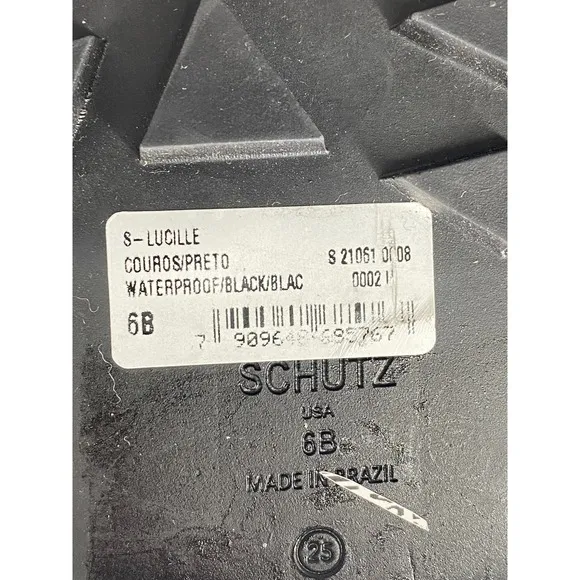 S-LUCILLE
COUROS/PRETO
WATERPROOF/BLACK/BLAC
6B
S 21061 0008
0002 U
SCHUTZ
USA
6B
MADE IN BRAZIL
25